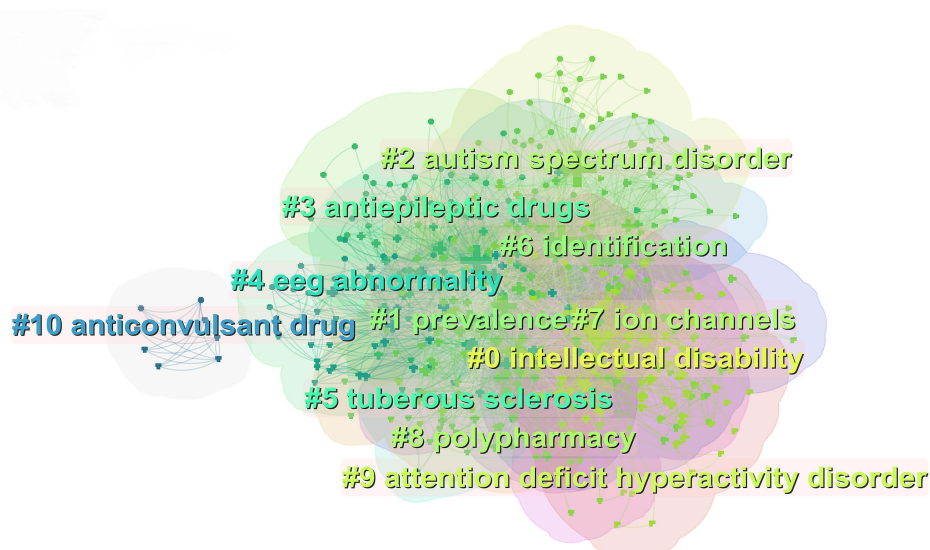 #2 autism spectrum disorder
#3 antiepileptic drugs
#6 identification
#4 eeg abnormality
#10 anticonvulsant drug
#1 prevalence
#7 ion channels
#0 intellectual disability
#5 tuberous sclerosis
#8 polypharmacy
#9 attention deficit hyperactivity disorder